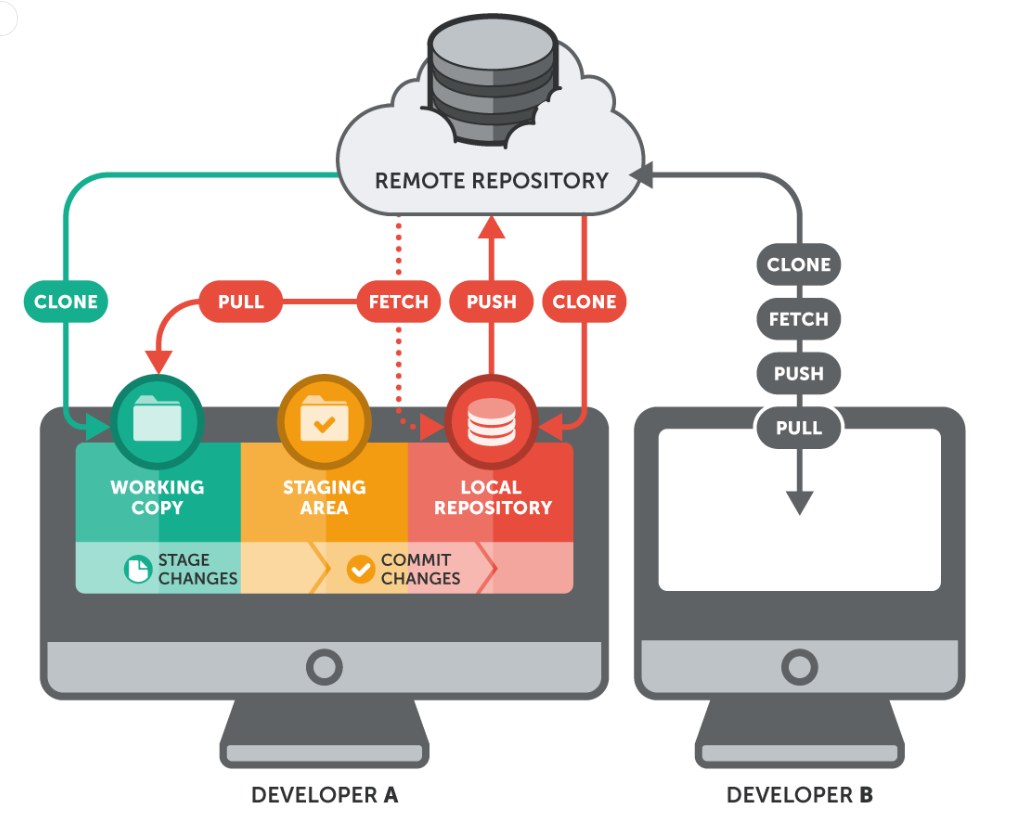 REMOTE REPOSITORY
CLONE
PULL
FETCH
PUSH
CLONE
CLONE
FETCH
PUSH
PULL
WORKING
COPY
STAGING
AREA
LOCAL
REPOSITORY
STAGE
CHANGES
COMMIT
CHANGES
DEVELOPER A
DEVELOPER B